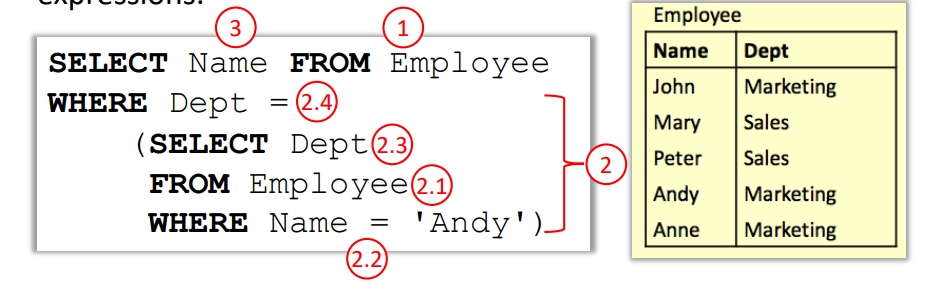 expressions.
3 1
SELECT Name FROM Employee
WHERE Dept = 2.4
(SELECT Dept 2.3
FROM Employee 2.1
WHERE Name = 'Andy')
2.2
2
Employee
Name Dept
John Marketing
Mary Sales
Peter Sales
Andy Marketing
Anne Marketing